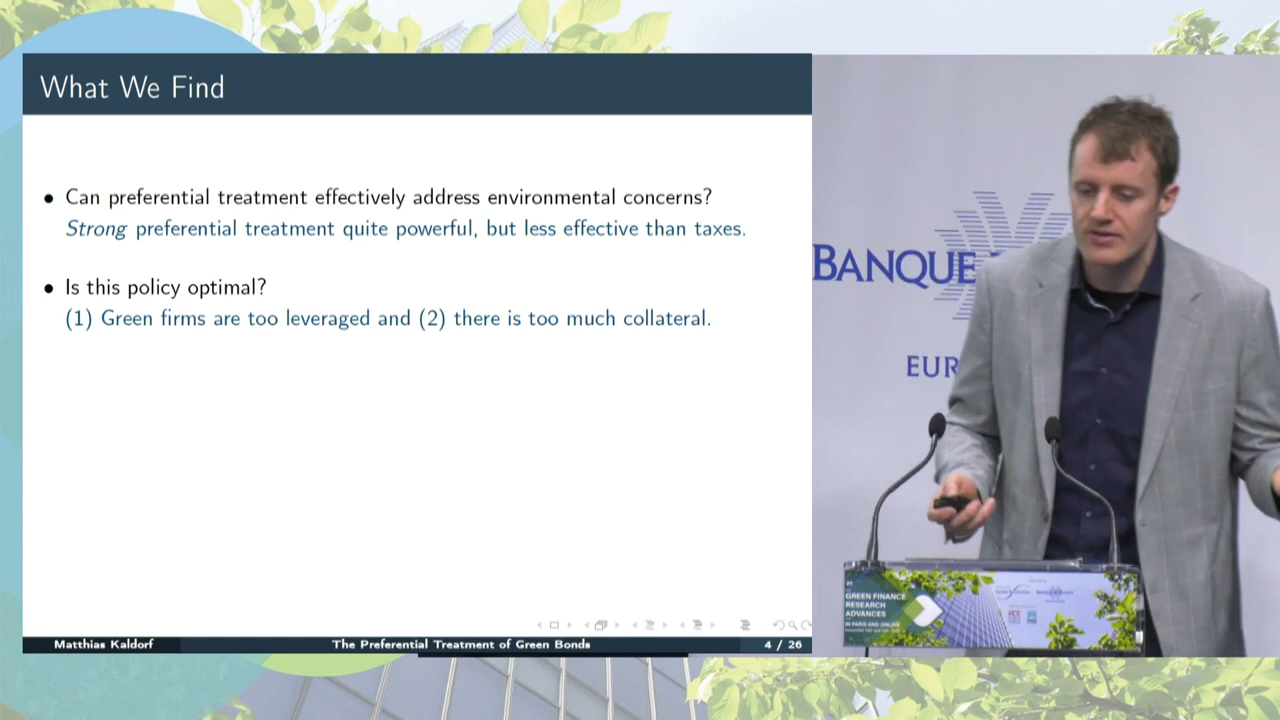 What We Find
• Can preferential treatment effectively address environmental concerns?
Strong preferential treatment quite powerful, but less effective than taxes.
• Is this policy optimal?
(1) Green firms are too leveraged and (2) there is too much collateral.
Matthias Kaldorf
The Preferential Treatment of Green Bonds
4 / 26
BANQUE
EUR
GREEN FINANCE
RESEARCH
ADVANCES
IN PARIS AND ONLINE